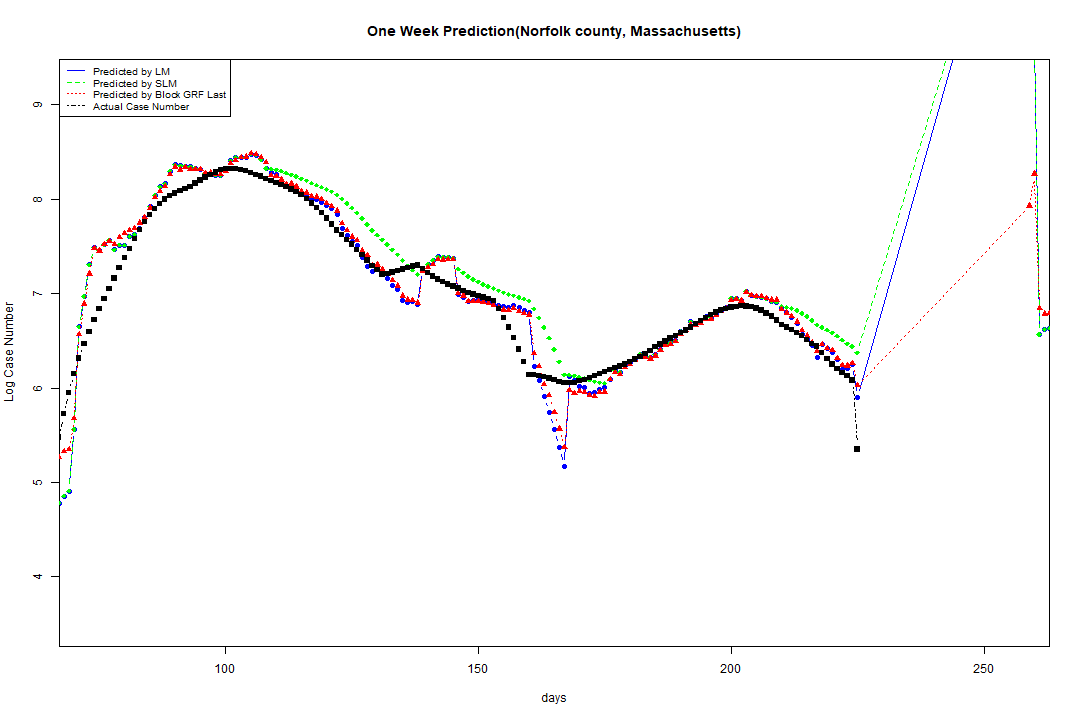 One Week Prediction(Norfolk county, Massachusetts)
Predicted by LM
Predicted by SLM
Predicted by Block GRF Last
Actual Case Number
Log Case Number
9
8
7
6
5
4
100
150
200
250
days